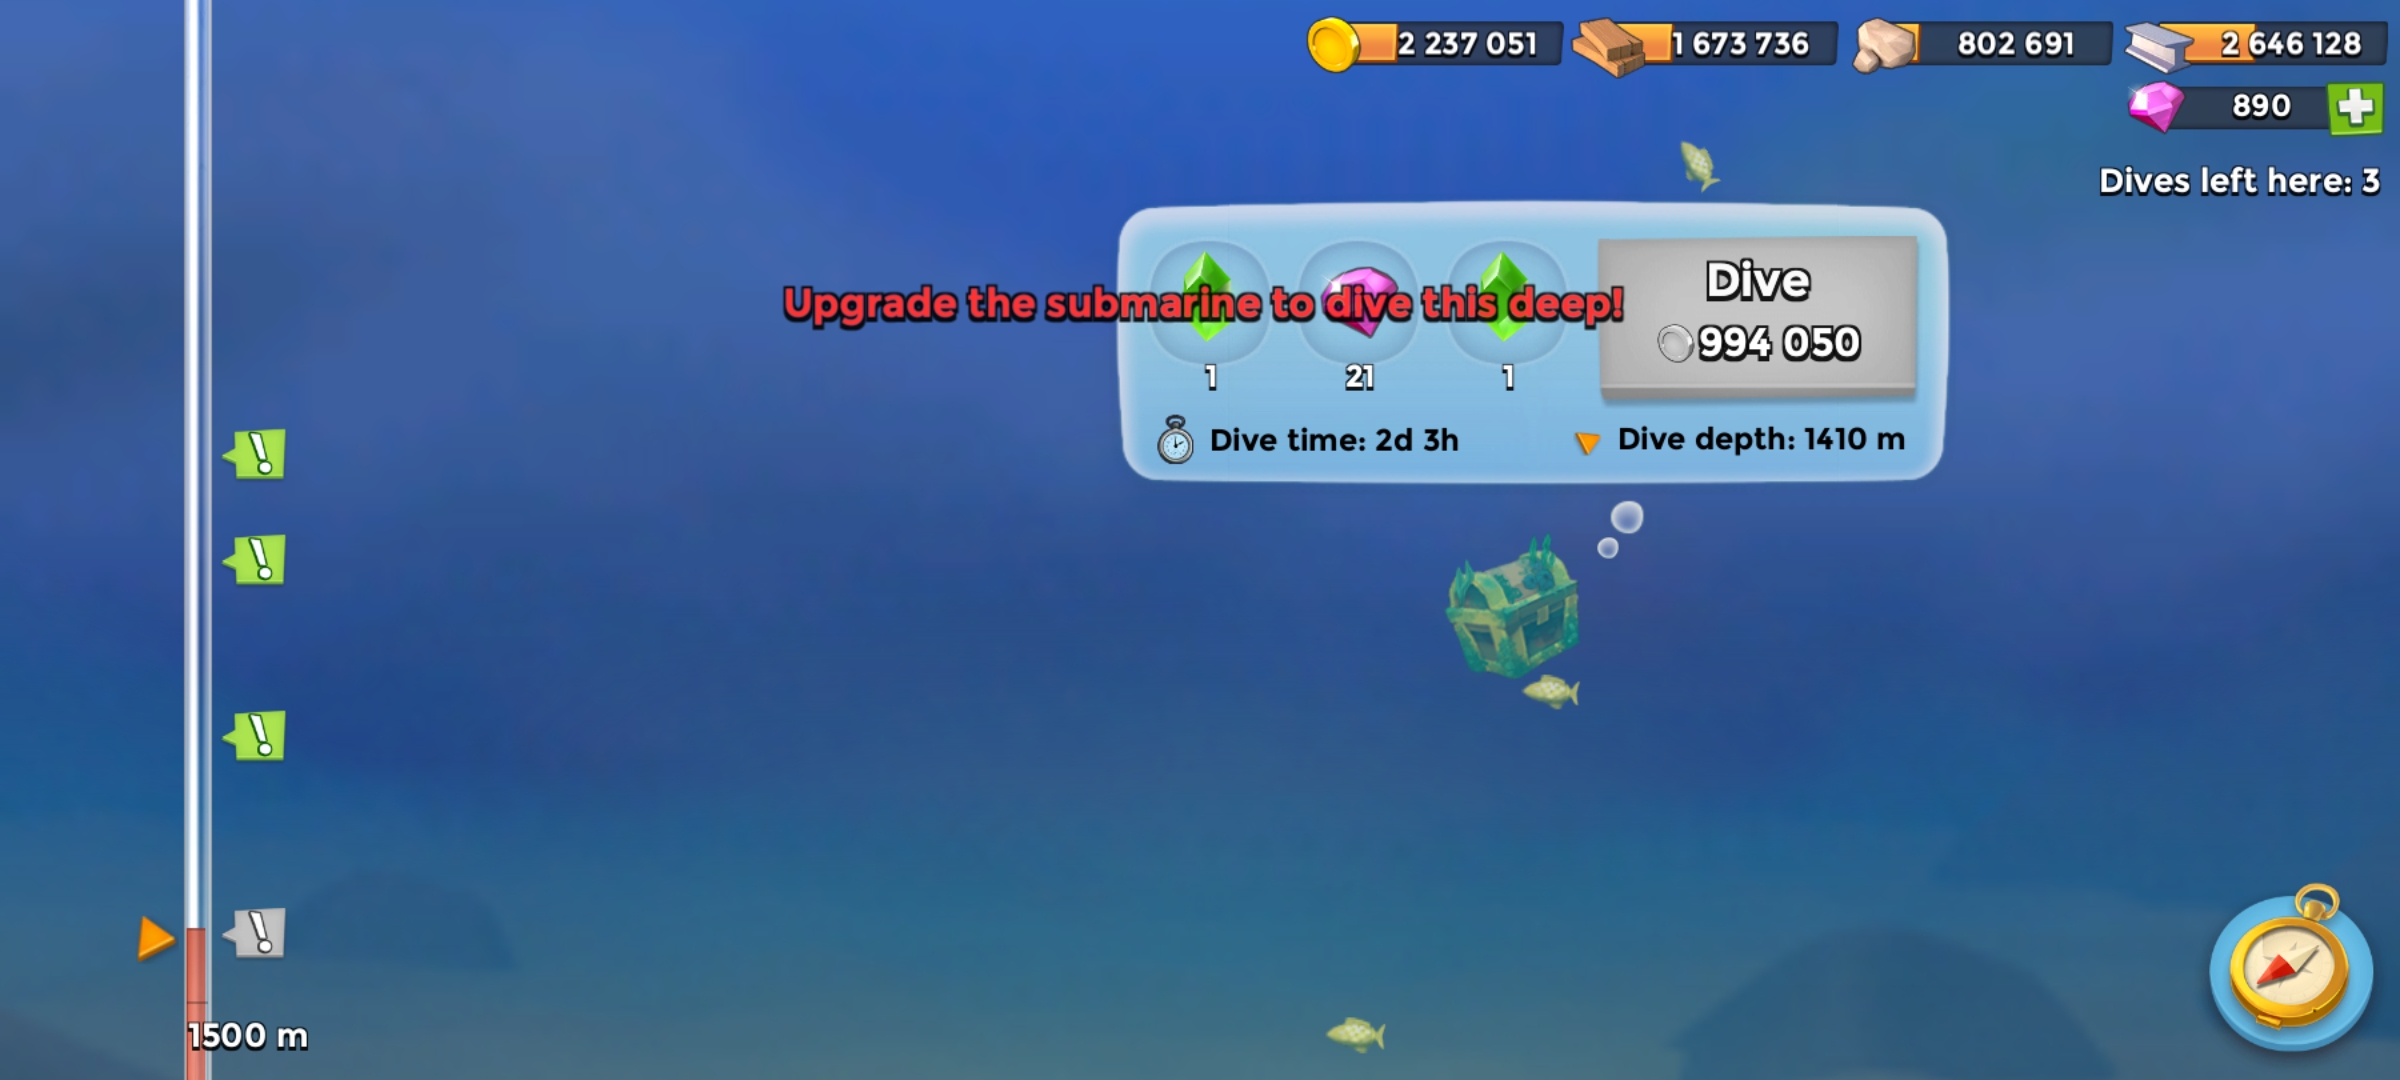 2 237 051
1 673 736
802 691
2 646 128
890
Dives left here: 3
Upgrade the submarine to dive this deep!
Dive
994 050
1
21
1
Dive time: 2d 3h
Dive depth: 1410 m
!
!
!
!
1500 m